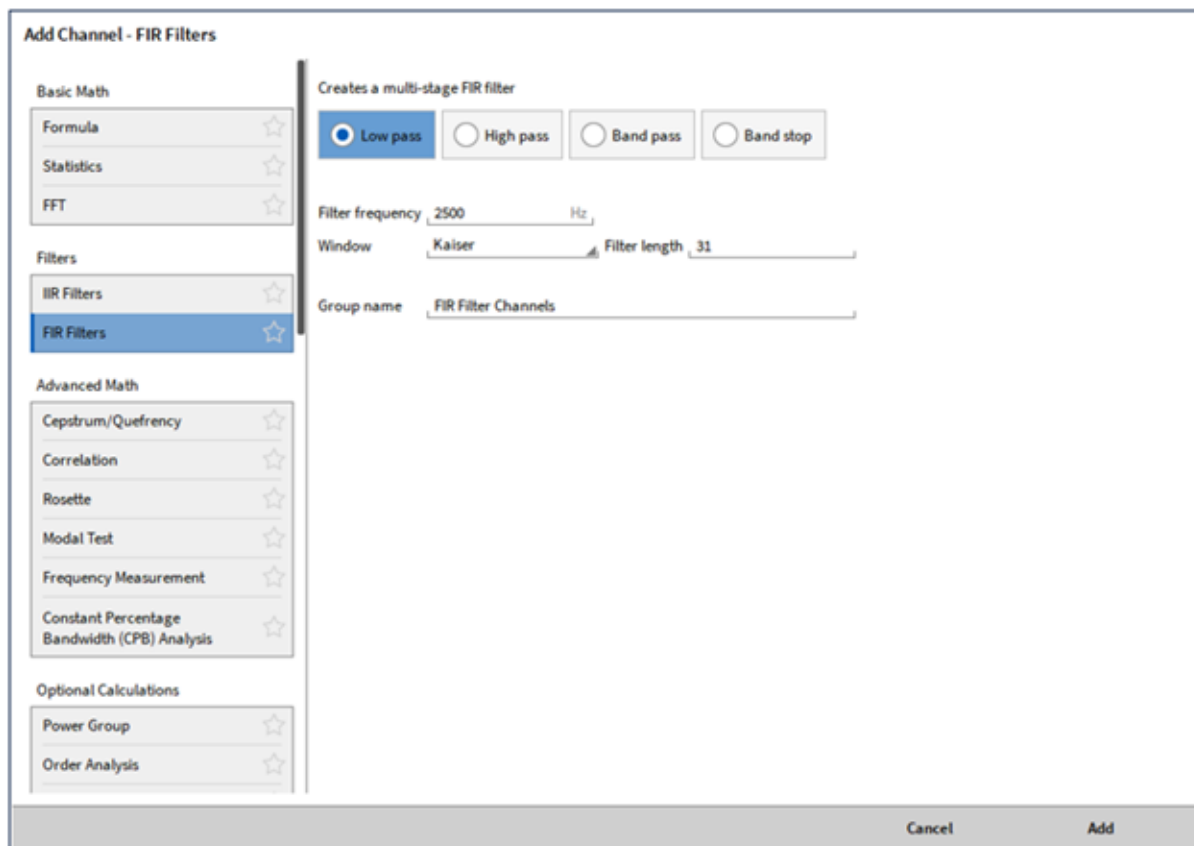 Add Channel - FIR Filters
Basic Math
Formula
Statistics
FFT
Filters
IIR Filters
FIR Filters
Advanced Math
Cepstrum/Quefrency
Correlation
Rosette
Modal Test
Frequency Measurement
Constant Percentage
Bandwidth (CPB) Analysis
Optional Calculations
Power Group
Order Analysis
Creates a multi-stage FIR filter
Low pass High pass Band pass Band stop
Filter frequency 2500 Hz
Window Kaiser Filter length 31
Group name FIR Filter Channels
Cancel Add